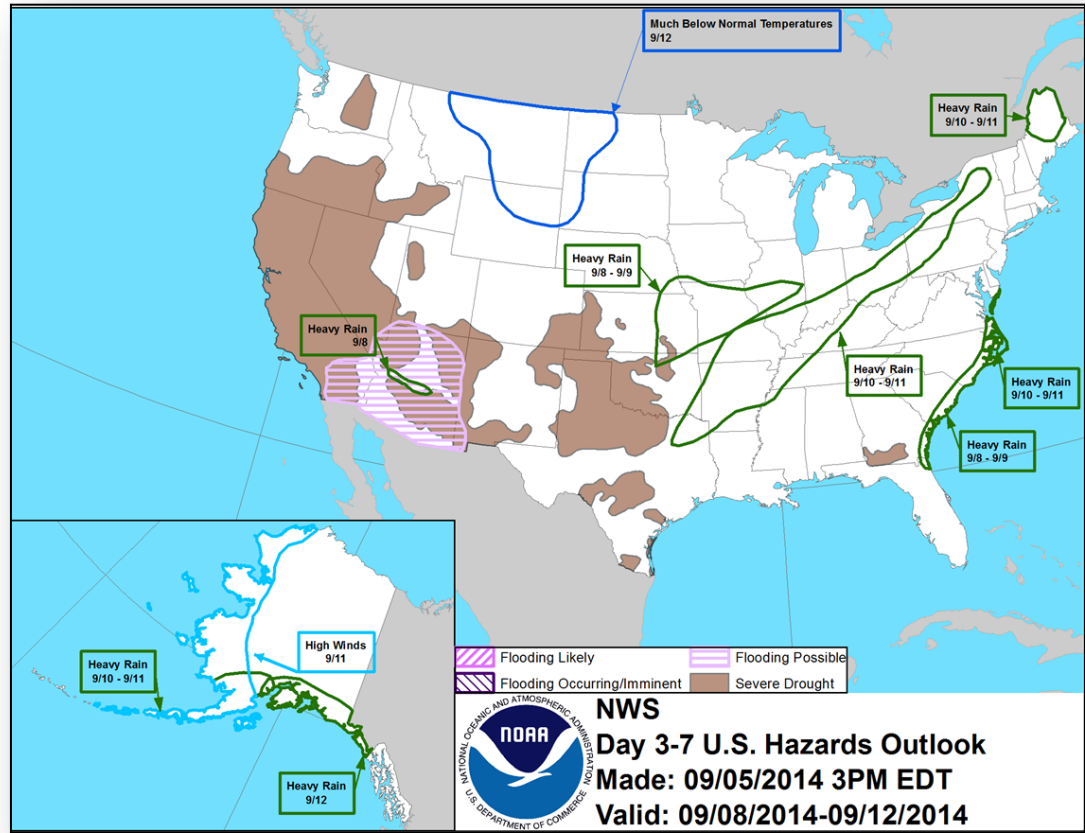 Much Below Normal Temperatures
9/12
Heavy Rain
9/10 - 9/11
Heavy Rain
9/8 - 9/9
Heavy Rain
9/8
Heavy Rain
9/10 - 9/11
Heavy Rain
9/10 - 9/11
Heavy Rain
9/8 - 9/9
High Winds
9/11
Heavy Rain
9/10 - 9/11
Heavy Rain
9/12
Flooding Likely
Flooding Possible
Flooding Occurring/Imminent
Severe Drought
NATIONAL OCEANIC AND ATMOSPHERIC ADMINISTRATION
NOAA
U.S. DEPARTMENT OF COMMERCE
NWS
Day 3-7 U.S. Hazards Outlook
Made: 09/05/2014 3PM EDT
Valid: 09/08/2014-09/12/2014